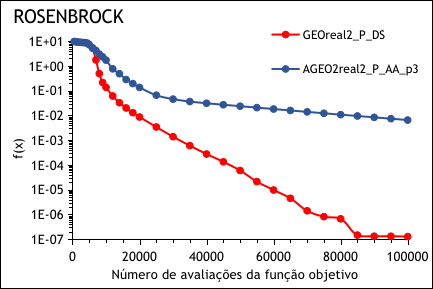 ROSENBROCK
GEOreal2_P_DS
AGEO2real2_P_AA_p3
f(x)
1E+01
1E+00
1E-01
1E-02
1E-03
1E-04
1E-05
1E-06
1E-07
0 20000 40000 60000 80000 100000
Número de avaliações da função objetivo